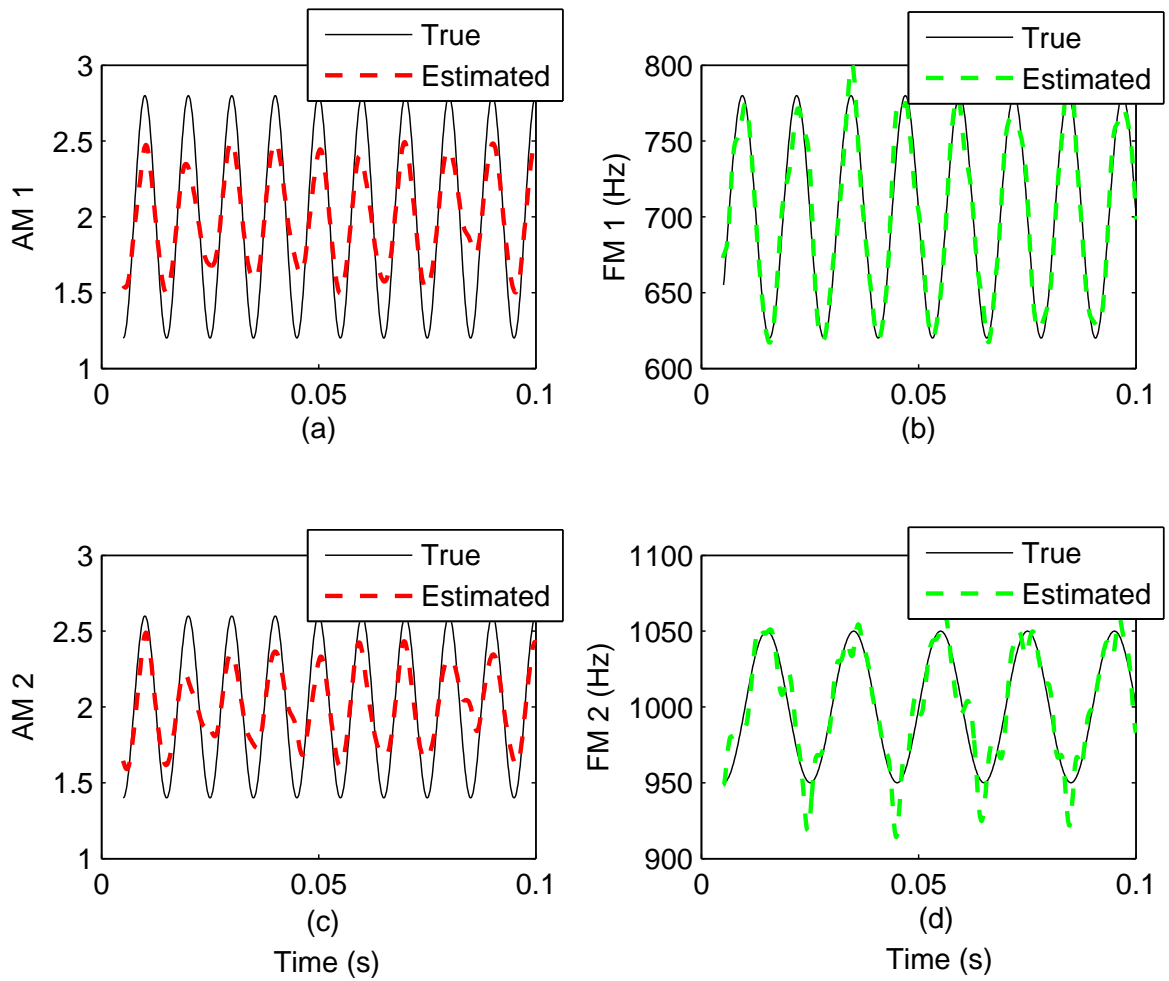 True
Estimated
3
2.5
2
1.5
1
AM 1
0
0.05
0.1
(a)
True
Estimated
800
750
700
650
600
FM 1 (Hz)
0
0.05
0.1
(b)
True
Estimated
3
2.5
2
1.5
1
AM 2
0
0.05
0.1
(c)
Time (s)
True
Estimated
1100
1050
1000
950
900
FM 2 (Hz)
0
0.05
0.1
(d)
Time (s)